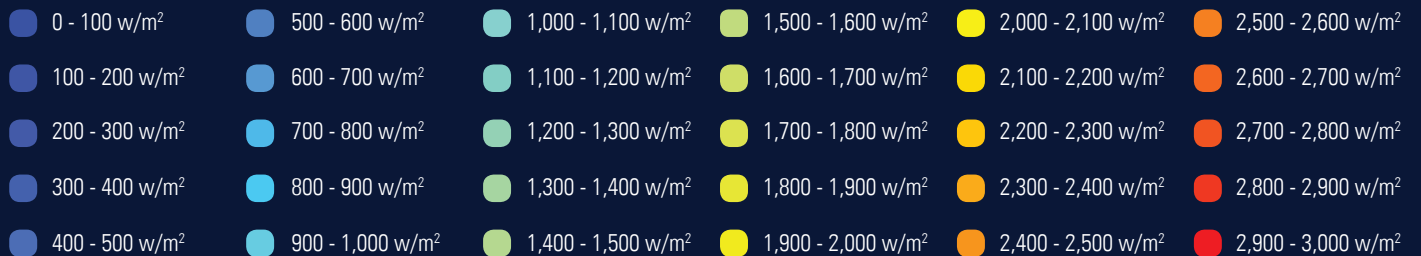 0 - 100 w/m²
100 - 200 w/m²
200 - 300 w/m²
300 - 400 w/m²
400 - 500 w/m²
500 - 600 w/m²
600 - 700 w/m²
700 - 800 w/m²
800 - 900 w/m²
900 - 1,000 w/m²
1,000 - 1,100 w/m²
1,100 - 1,200 w/m²
1,200 - 1,300 w/m²
1,300 - 1,400 w/m²
1,400 - 1,500 w/m²
1,500 - 1,600 w/m²
1,600 - 1,700 w/m²
1,700 - 1,800 w/m²
1,800 - 1,900 w/m²
1,900 - 2,000 w/m²
2,000 - 2,100 w/m²
2,100 - 2,200 w/m²
2,200 - 2,300 w/m²
2,300 - 2,400 w/m²
2,400 - 2,500 w/m²
2,500 - 2,600 w/m²
2,600 - 2,700 w/m²
2,700 - 2,800 w/m²
2,800 - 2,900 w/m²
2,900 - 3,000 w/m²